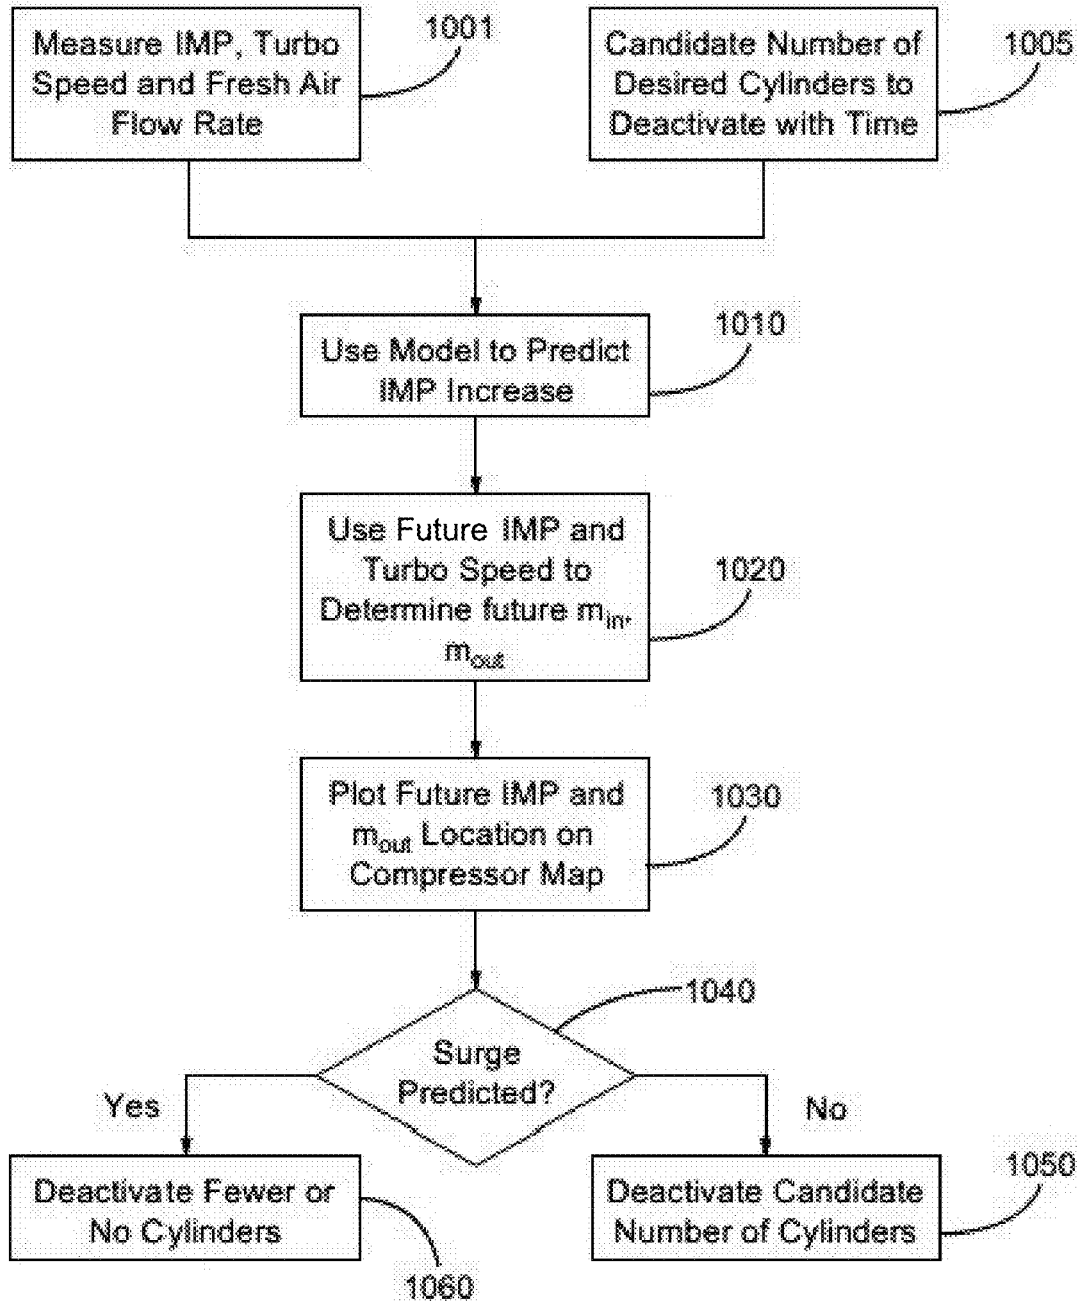 Measure IMP, Turbo
Speed and Fresh Air
Flow Rate
1001
Candidate Number of
Desired Cylinders to
Deactivate with Time
1005
Use Model to Predict
IMP Increase
1010
Use Future IMP and
Turbo Speed to
Determine future m_in,
m_out
1020
Plot Future IMP and
m_out Location on
Compressor Map
1030
Surge
Predicted?
1040
Yes
No
Deactivate Fewer or
No Cylinders
1060
Deactivate Candidate
Number of Cylinders
1050